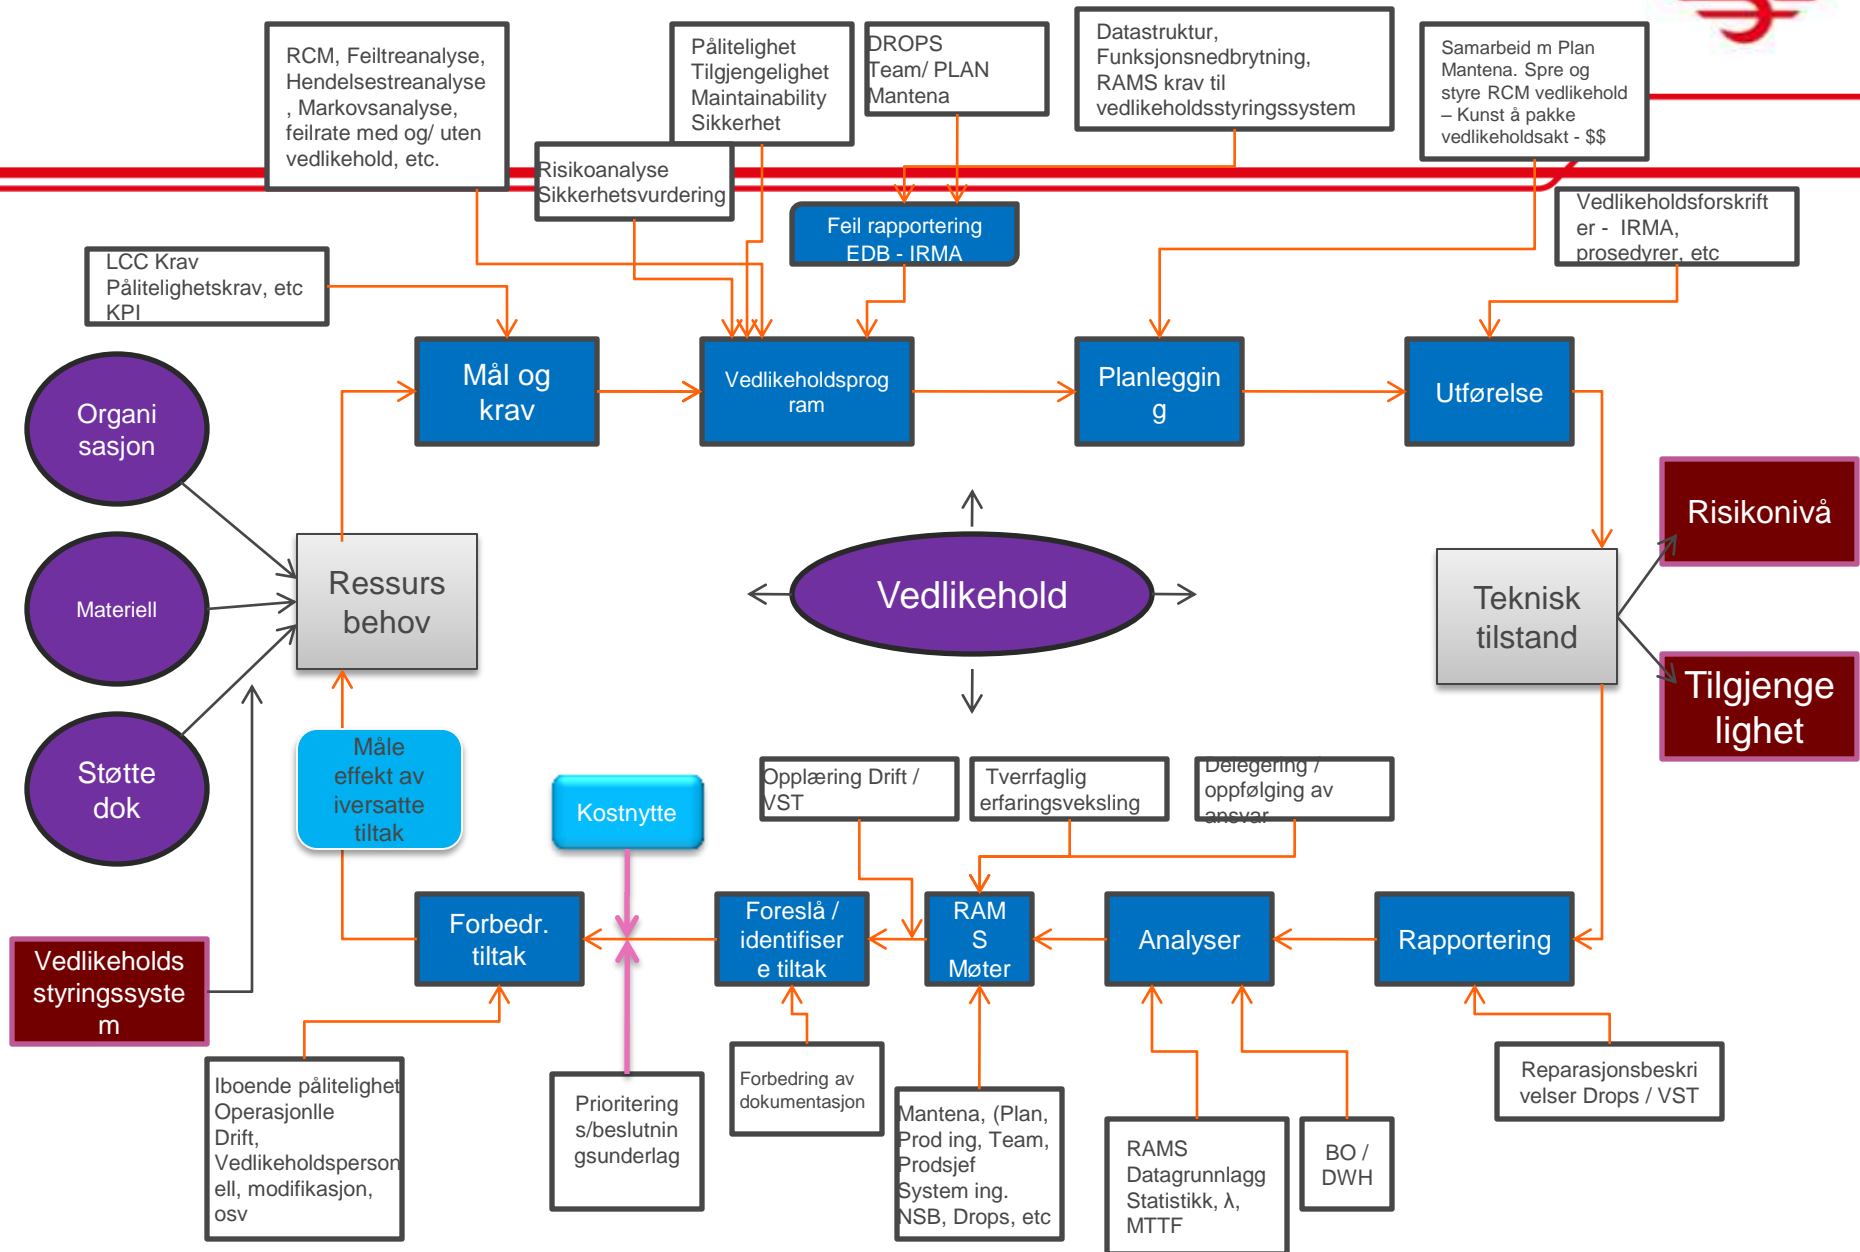 RCM, Feiltreanalyse,
Hendelsestreanalyse
, Markovsanalyse,
feilrate med og/ uten
vedlikehold, etc.
Pålitelighet
Tilgjengelighet
Maintainability
Sikkerhet
DROPS
Team/ PLAN
Mantena
Datastruktur,
Funksjonsnedbrytning,
RAMS krav til
vedlikeholdsstyringssystem
Samarbeid m Plan
Mantena. Spre og
styre RCM vedlikehold
– Kunst å pakke
vedlikeholdsakt - $$
Risikoanalyse
Sikkerhetsvurdering
Feil rapportering
EDB - IRMA
Vedlikeholdsforskrift
er - IRMA,
prosedyrer, etc
LCC Krav
Pålitelighetskrav, etc
KPI
Mål og
krav
Vedlikeholdsprog
ram
Planleggin
g
Utførelse
Organi
sasjon
Materiell
Støtte
dok
Ressurs
behov
Vedlikehold
Teknisk
tilstand
Risikonivå
Tilgjenge
lighet
Måle
effekt av
iversatte
tiltak
Kostnytte
Opplæring Drift /
VST
Tverrfaglig
erfaringsveksling
Delegering /
oppfølging av
ansvar
Forbedr.
tiltak
Foreslå /
identifiser
e tiltak
RAM
S
Møter
Analyser
Rapportering
Vedlikeholds
styringssyste
m
Iboende pålitelighet
Operasjonlle
Drift,
Vedlikeholdsperson
ell, modifikasjon,
osv
Prioritering
s/beslutnin
gsunderlag
Forbedring av
dokumentasjon
Mantena, (Plan,
Prod ing, Team,
Prodsjef
System ing.
NSB, Drops, etc
RAMS
Datagrunnlagg
Statistikk, λ,
MTTF
BO /
DWH
Reparasjonsbeskri
velser Drops / VST